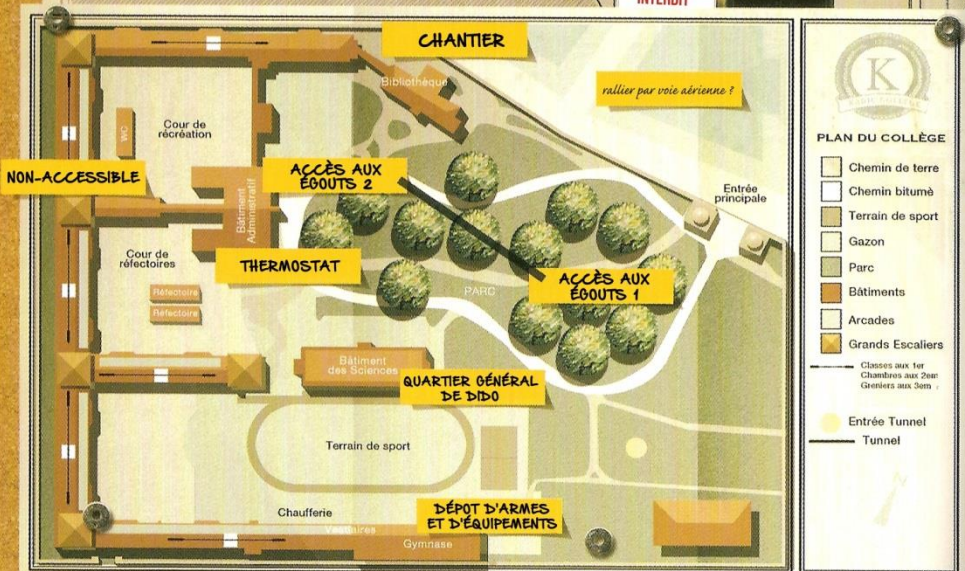 INTERDIT
CHANTIER
Bibliothèque
rallier par voie aérienne ?
Cour de
récréation
WC
NON-ACCESSIBLE
ACCÈS AUX
ÉGOUTS 2
Bâtiment
Administratif
Entrée
principale
Cour de
réfectoires
THERMOSTAT
Réfectoire
Réfectoire
PARC
ACCÈS AUX
ÉGOUTS 1
Bâtiment
des Sciences
QUARTIER GÉNÉRAL
DE DIDO
Terrain de sport
Chaufferie
Vestiaires
Gymnase
DÉPOT D'ARMES
ET D'ÉQUIPEMENTS
K
PLAN DU COLLÈGE
Chemin de terre
Chemin bitumè
Terrain de sport
Gazon
Parc
Bâtiments
Arcades
Grands Escaliers
Classes aux 1er
Chambres aux 2em
Greniers aux 3em
Entrée Tunnel
Tunnel